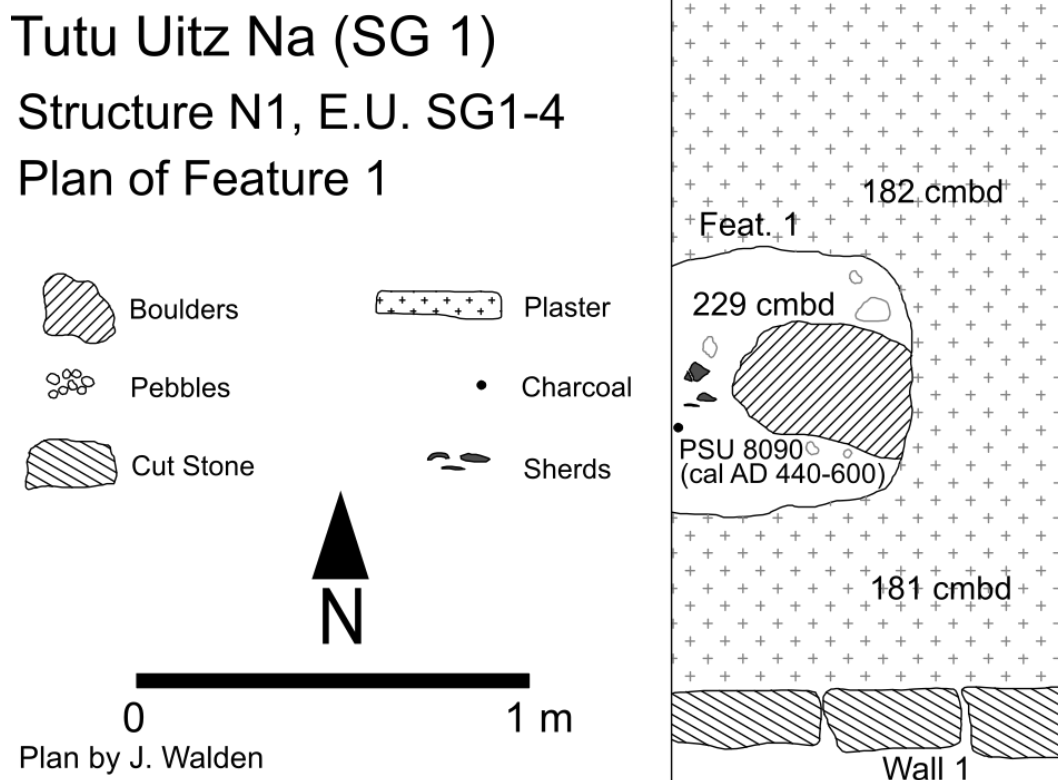 Tutu Uitz Na (SG 1)
Structure N1, E.U. SG1-4
Plan of Feature 1
Boulders
Plaster
Pebbles
Charcoal
Cut Stone
Sherds
N
0
1 m
Plan by J. Walden
182 cmbd
Feat. 1
229 cmbd
PSU 8090
(cal AD 440-600)
181 cmbd
Wall 1